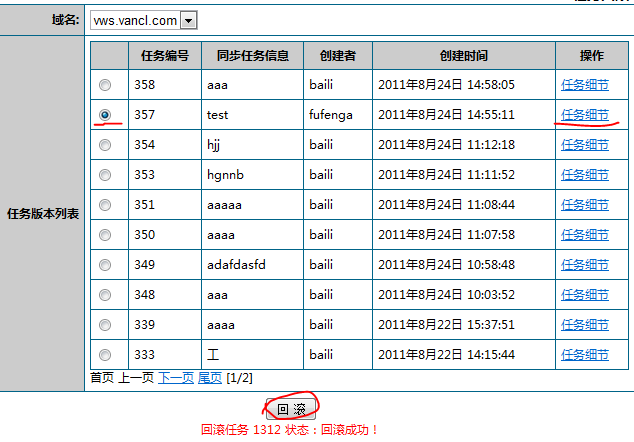 域名: vws.vancl.com
任务编号 同步任务信息 创建者 创建时间 操作
358 aaa baili 2011年8月24日 14:58:05 任务细节
357 test fufenga 2011年8月24日 14:55:11 任务细节
354 hjj baili 2011年8月24日 11:12:18 任务细节
353 hgnnb baili 2011年8月24日 11:11:52 任务细节
任务版本列表
351 aaaaa baili 2011年8月24日 11:08:44 任务细节
350 aaaa baili 2011年8月24日 11:07:58 任务细节
349 adafdasfd baili 2011年8月24日 10:58:48 任务细节
348 aaa baili 2011年8月24日 10:03:52 任务细节
339 aaaa baili 2011年8月22日 15:37:51 任务细节
333 工 baili 2011年8月22日 14:15:44 任务细节
首页 上一页 下一页 尾页 [1/2]
回 滚
回滚任务 1312 状态：回滚成功！